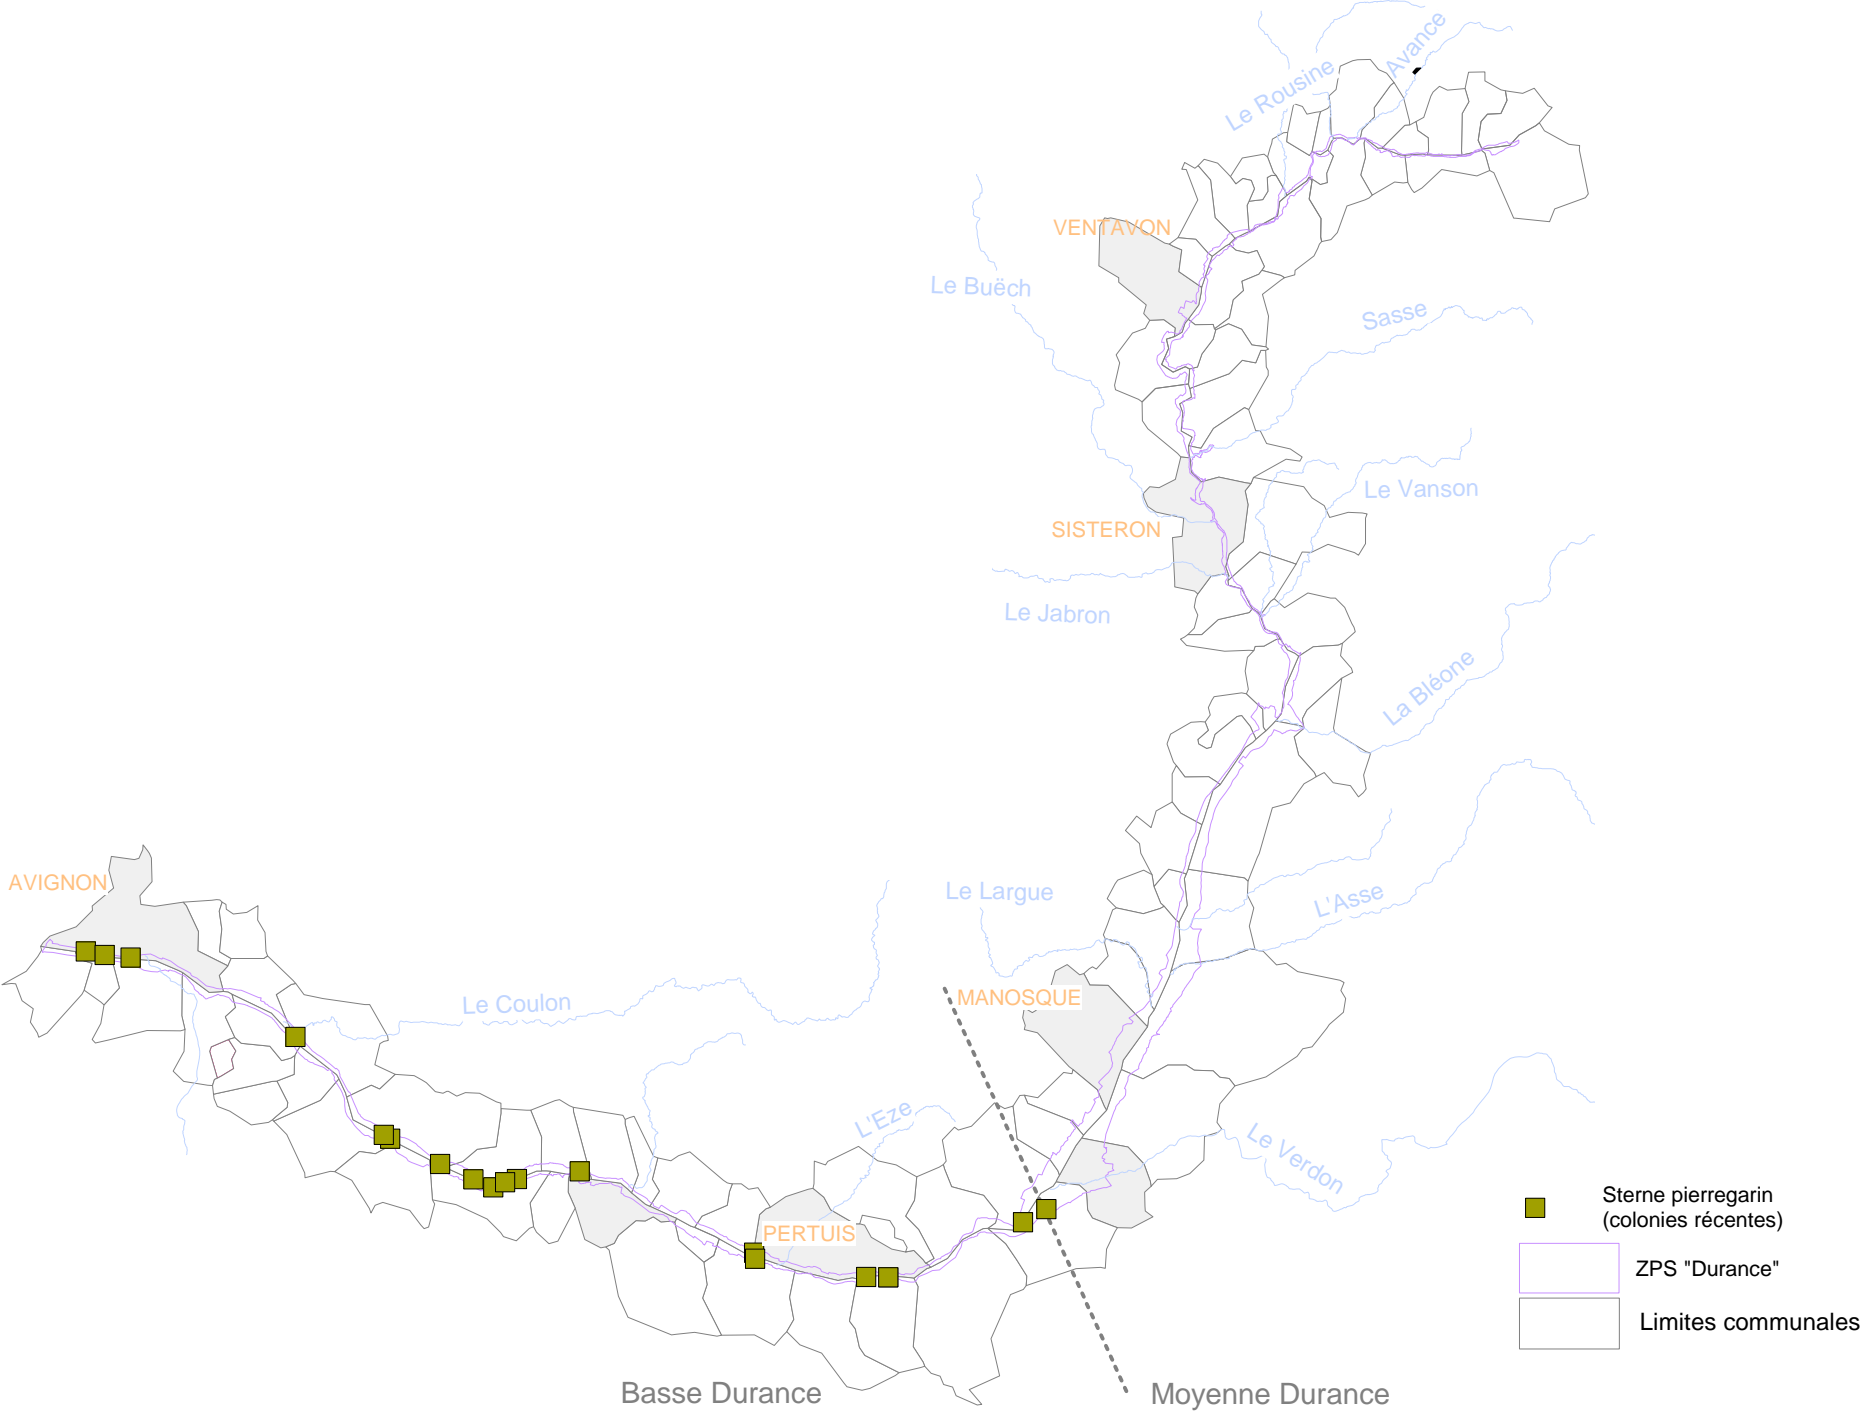 Avance
Le Rousine
VENTAVON
Le Buëch
Sasse
Le Vanson
SISTERON
Le Jabron
La Bléone
AVIGNON
Le Largue
L'Asse
MANOSQUE
Le Coulon
L'Eze
Le Verdon
PERTUIS
Sterne pierregarin
(colonies récentes)
ZPS "Durance"
Limites communales
Basse Durance
Moyenne Durance